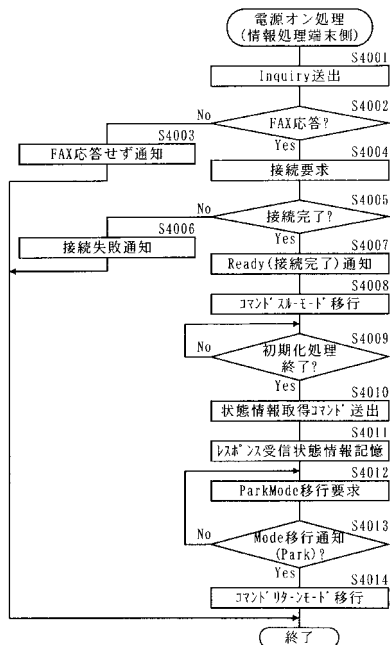 電源オン処理
(情報処理端末側)
S4001
Inquiry送出
S4002
FAX応答?
No
Yes
S4003
FAX応答せず通知
S4004
接続要求
S4005
接続完了?
No
Yes
S4006
接続失敗通知
S4007
Ready(接続完了)通知
S4008
ｺﾏﾝﾄﾞｽﾙｰﾓｰﾄﾞ移行
S4009
初期化処理
終了?
No
Yes
S4010
状態情報取得ｺﾏﾝﾄﾞ送出
S4011
ﾚｽﾎﾟﾝｽ受信状態情報記憶
S4012
ParkMode移行要求
S4013
Mode移行通知
(Park)?
No
Yes
S4014
ｺﾏﾝﾄﾞﾘﾀｰﾝﾓｰﾄﾞ移行
終了